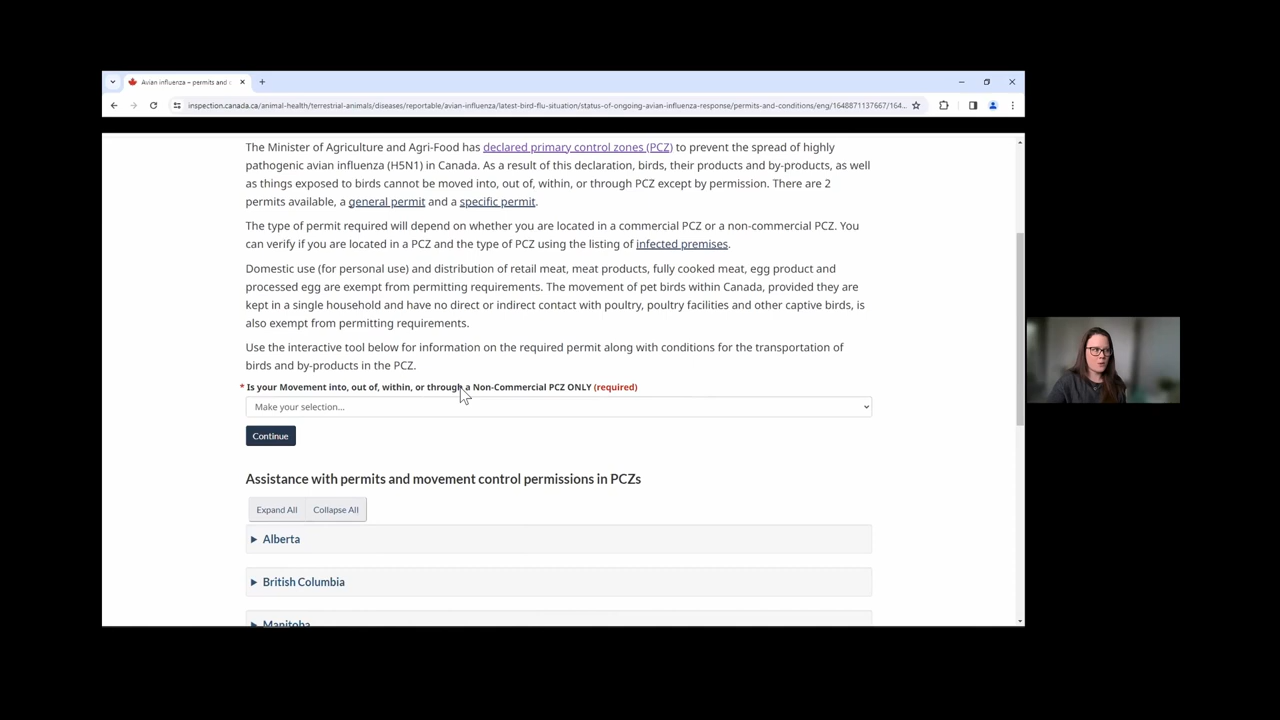 Avian influenza – permits and c
inspection.canada.ca/animal-health/terrestrial-animals/diseases/reportable/avian-influenza/latest-bird-flu-situation/status-of-ongoing-avian-influenza-response/permits-and-conditions/eng/1648871137667/164...
The Minister of Agriculture and Agri-Food has declared primary control zones (PCZ) to prevent the spread of highly
pathogenic avian influenza (H5N1) in Canada. As a result of this declaration, birds, their products and by-products, as well
as things exposed to birds cannot be moved into, out of, within, or through PCZ except by permission. There are 2
permits available, a general permit and a specific permit.
The type of permit required will depend on whether you are located in a commercial PCZ or a non-commercial PCZ. You
can verify if you are located in a PCZ and the type of PCZ using the listing of infected premises.
Domestic use (for personal use) and distribution of retail meat, meat products, fully cooked meat, egg product and
processed egg are exempt from permitting requirements. The movement of pet birds within Canada, provided they are
kept in a single household and have no direct or indirect contact with poultry, poultry facilities and other captive birds, is
also exempt from permitting requirements.
Use the interactive tool below for information on the required permit along with conditions for the transportation of
birds and by-products in the PCZ.
* Is your Movement into, out of, within, or through a Non-Commercial PCZ ONLY (required)
Make your selection...
Continue
Assistance with permits and movement control permissions in PCZs
Expand All Collapse All
Alberta
British Columbia
Manitoba